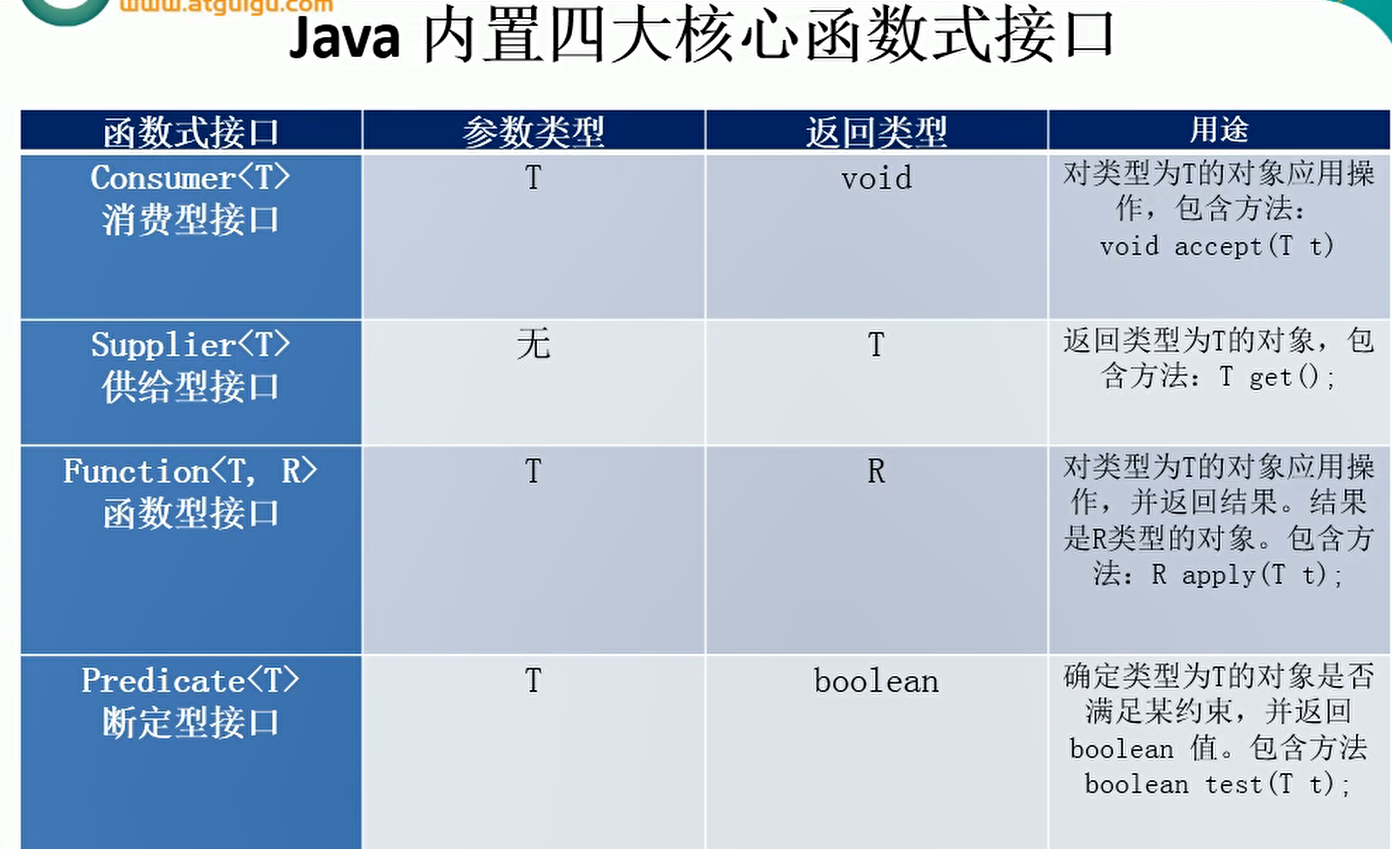 www.atguigu.com
Java 内置四大核心函数式接口
函数式接口 参数类型 返回类型 用途
Consumer<T>
消费型接口
T
void
对类型为T的对象应用操
作，包含方法：
void accept(T t)
Supplier<T>
供给型接口
无
T
返回类型为T的对象，包
含方法：T get();
Function<T, R>
函数型接口
T
R
对类型为T的对象应用操
作，并返回结果。结果
是R类型的对象。包含方
法：R apply(T t);
Predicate<T>
断定型接口
T
boolean
确定类型为T的对象是否
满足某约束，并返回
boolean 值。包含方法
boolean test(T t);